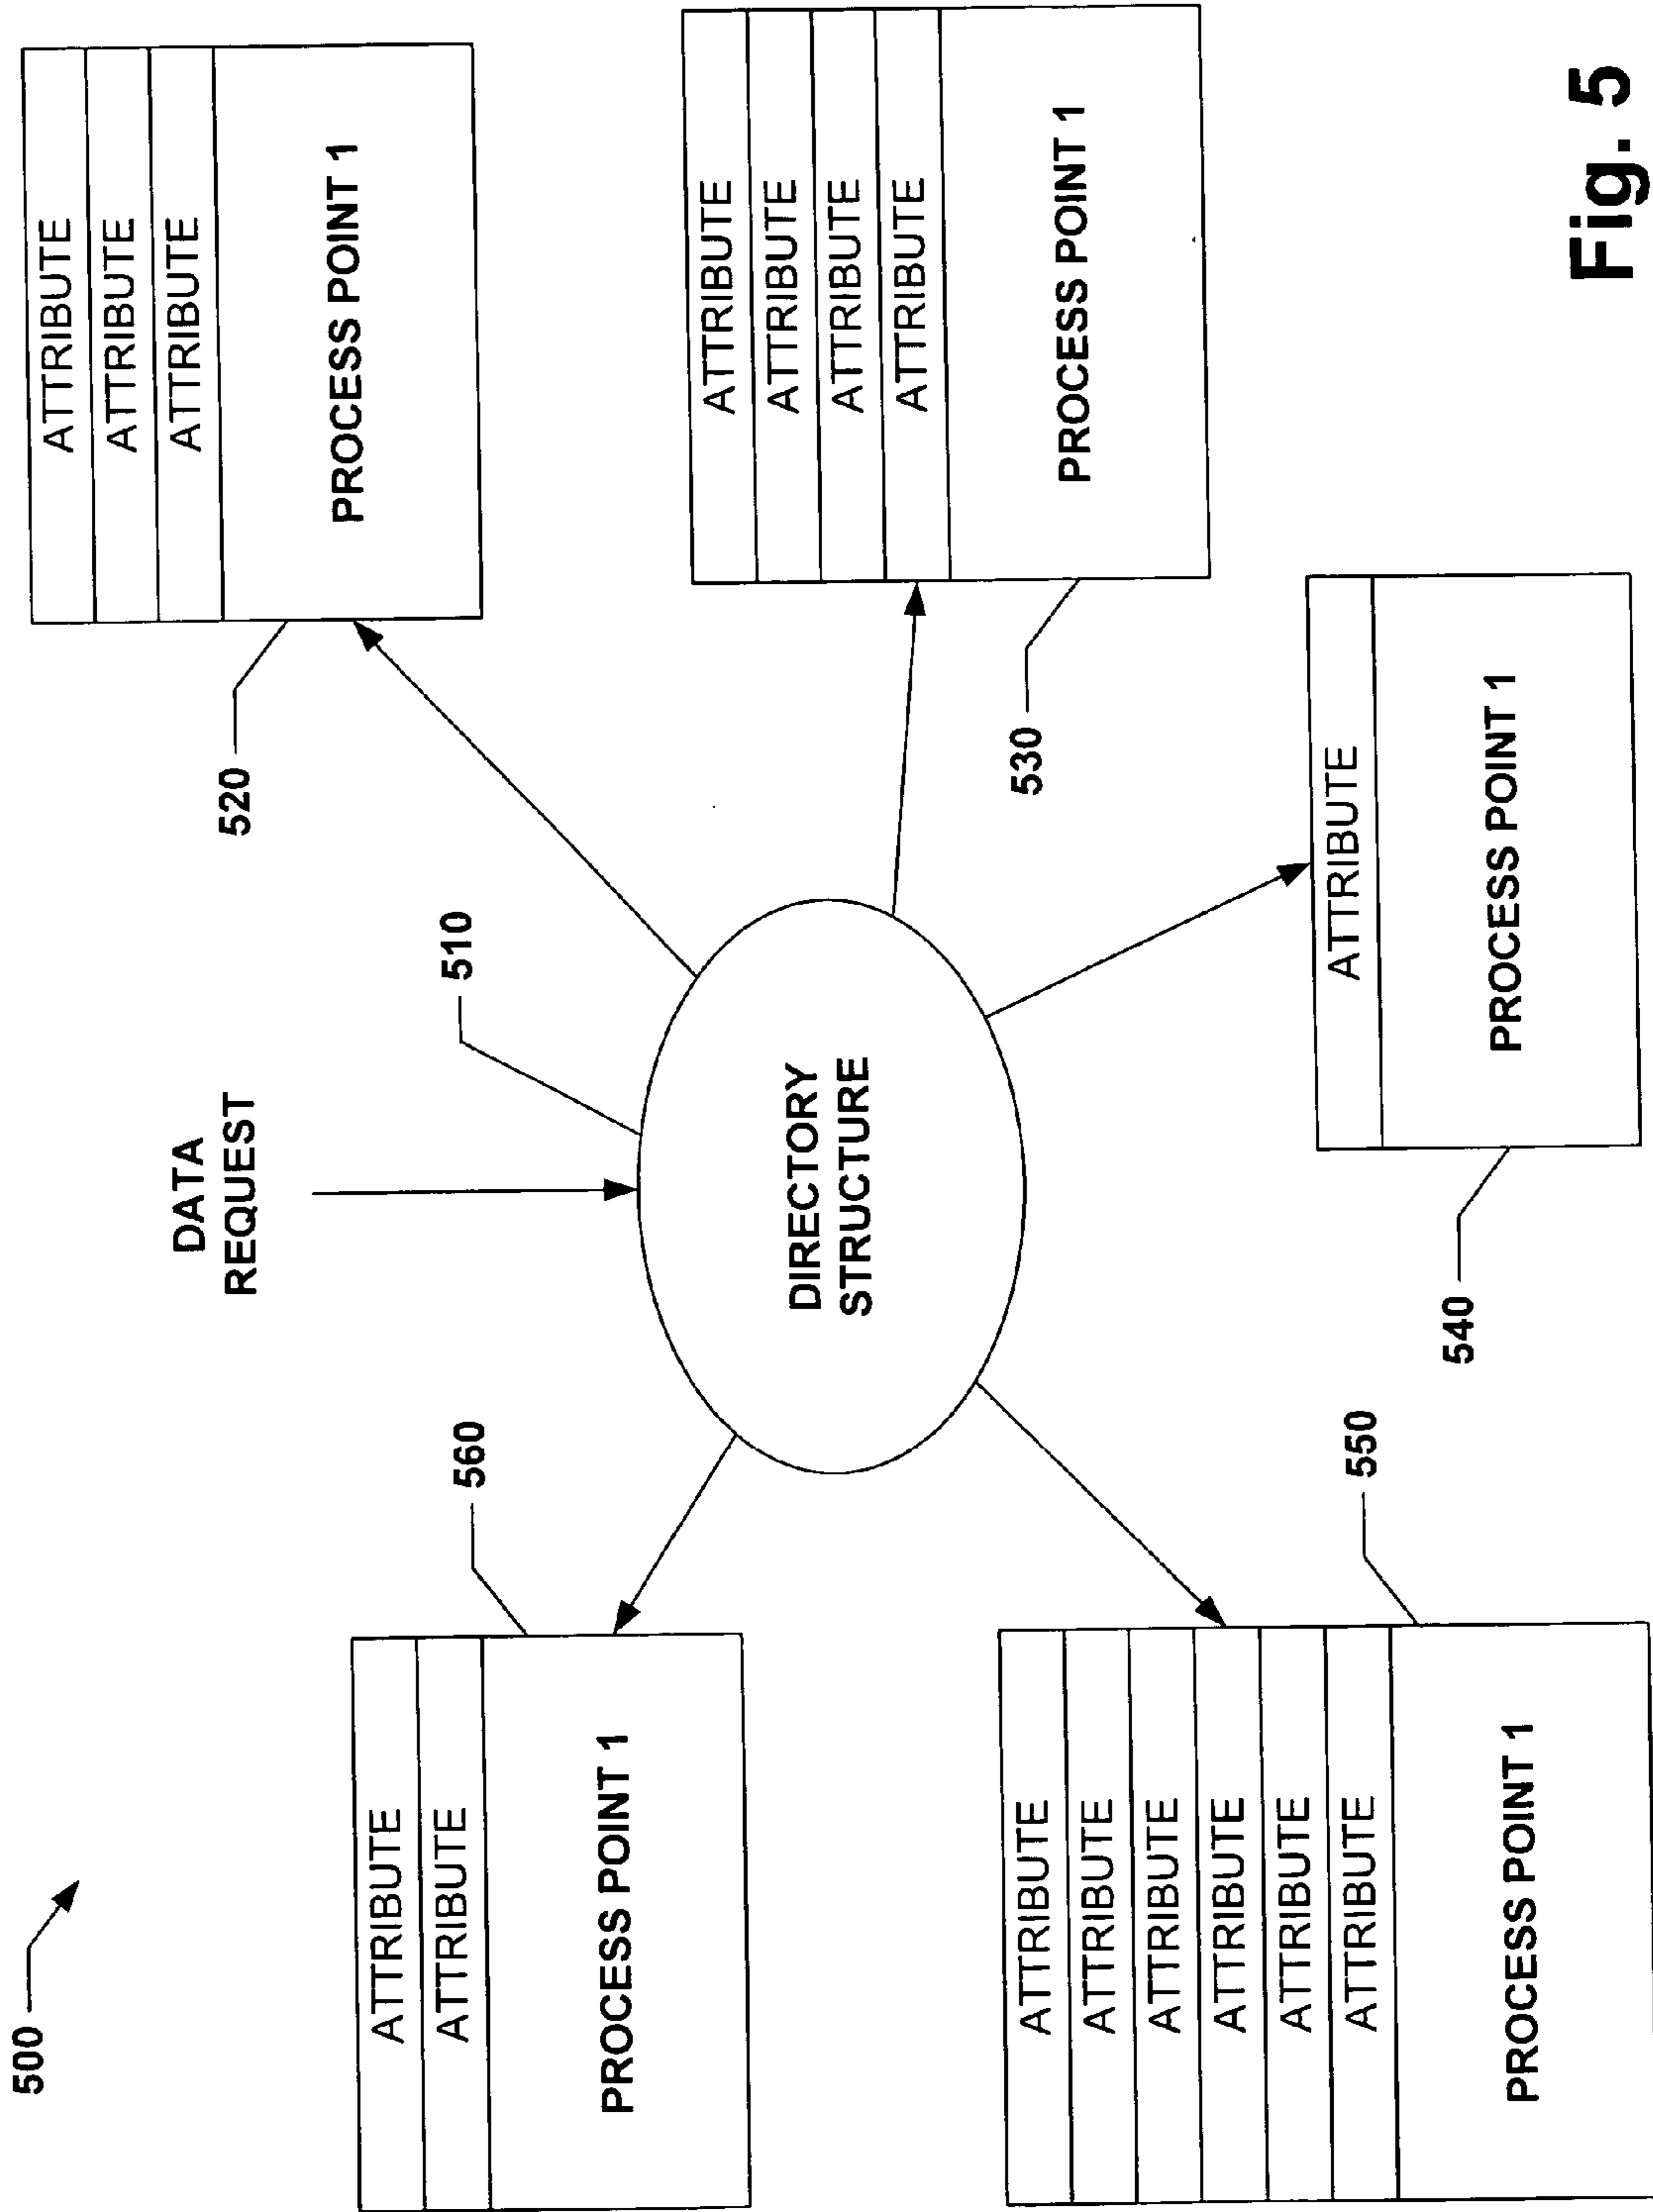 500
DATA
REQUEST
510
DIRECTORY
STRUCTURE
520
ATTRIBUTE
ATTRIBUTE
ATTRIBUTE
PROCESS POINT 1
530
ATTRIBUTE
ATTRIBUTE
ATTRIBUTE
ATTRIBUTE
PROCESS POINT 1
540
ATTRIBUTE
PROCESS POINT 1
550
ATTRIBUTE
ATTRIBUTE
ATTRIBUTE
ATTRIBUTE
ATTRIBUTE
ATTRIBUTE
PROCESS POINT 1
560
ATTRIBUTE
ATTRIBUTE
PROCESS POINT 1
Fig. 5